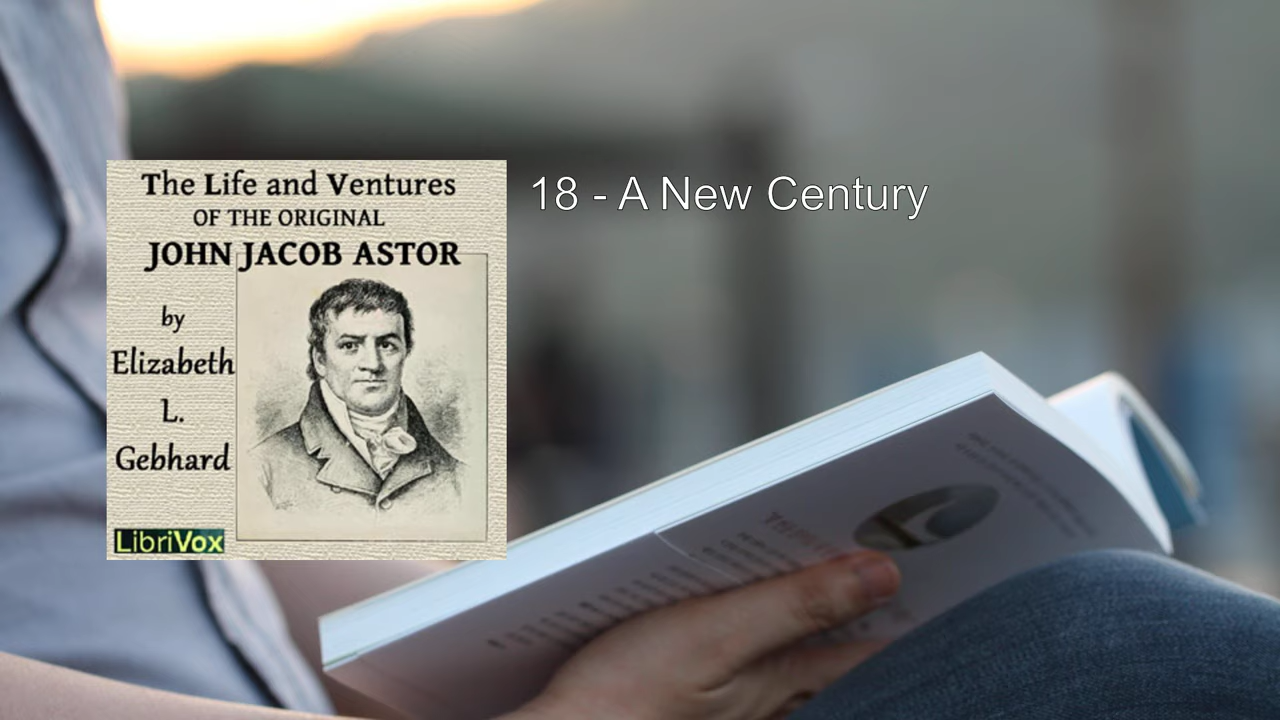 The Life and Ventures
OF THE ORIGINAL
JOHN JACOB ASTOR
by
Elizabeth
L.
Gebhard
LibriVox
18 - A New Century